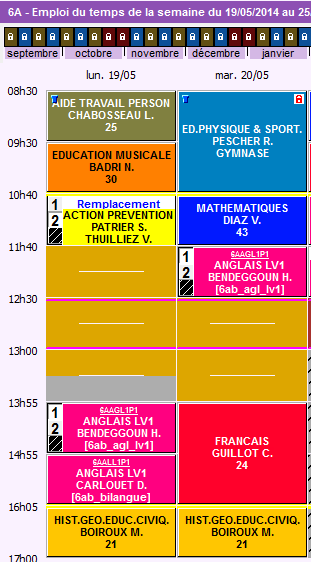 6A - Emploi du temps de la semaine du 19/05/2014 au 25
septembre octobre novembre décembre janvier
lun. 19/05 mar. 20/05
08h30
AIDE TRAVAIL PERSON
CHABOSSEAU L.
25
ED.PHYSIQUE & SPORT.
PESCHER R.
GYMNASE
09h30
EDUCATION MUSICALE
BADRI N.
30
10h40
1
2
Remplacement
ACTION PREVENTION
PATRIER S.
THUILLIEZ V.
MATHEMATIQUES
DIAZ V.
43
11h40
1
2
6AAGL1P1
ANGLAIS LV1
BENDEGGOUN H.
[6ab_agl_lv1]
12h30
13h00
13h55
1
2
6AAGL1P1
ANGLAIS LV1
BENDEGGOUN H.
[6ab_agl_lv1]
FRANCAIS
GUILLOT C.
24
14h55
6AALL1P1
ANGLAIS LV1
CARLOUET D.
[6ab_bilangue]
16h05
HIST.GEO.EDUC.CIVIQ.
BOIROUX M.
21
HIST.GEO.EDUC.CIVIQ.
BOIROUX M.
21
17h00